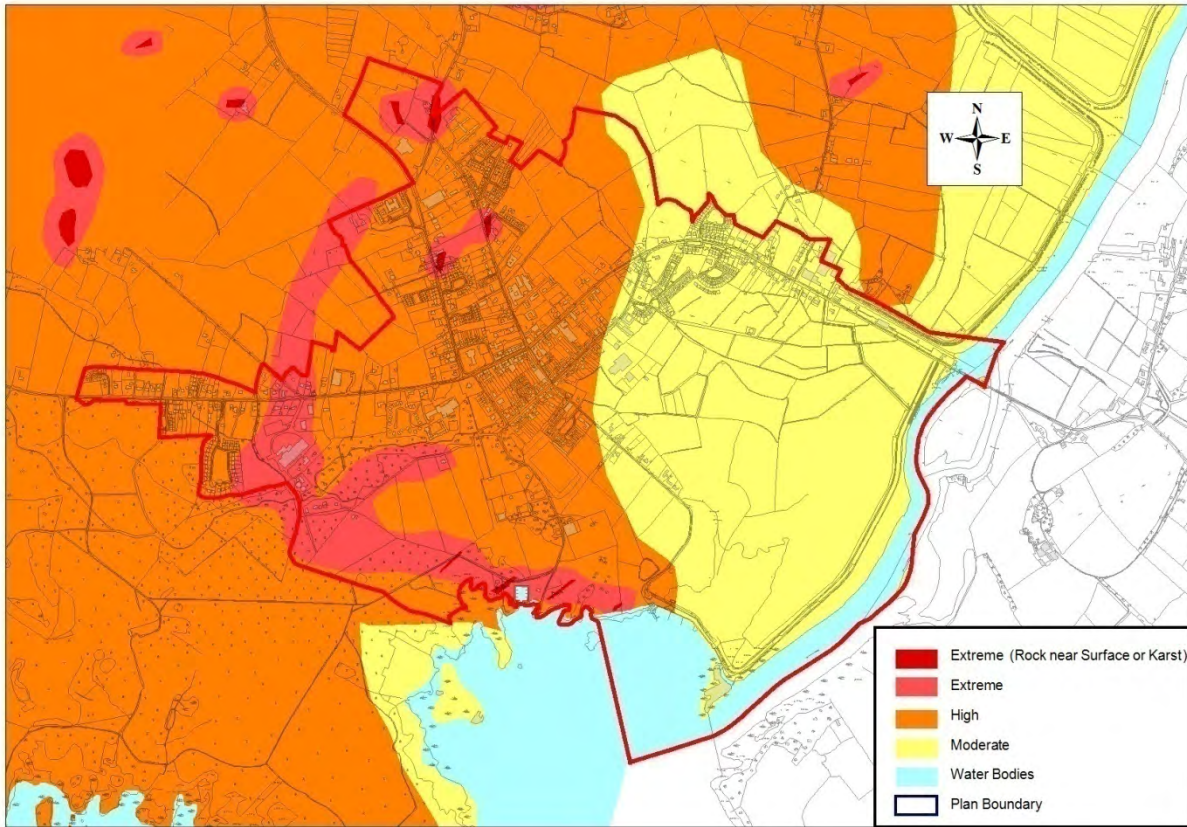 N
W E
S
Extreme (Rock near Surface or Karst)
Extreme
High
Moderate
Water Bodies
Plan Boundary